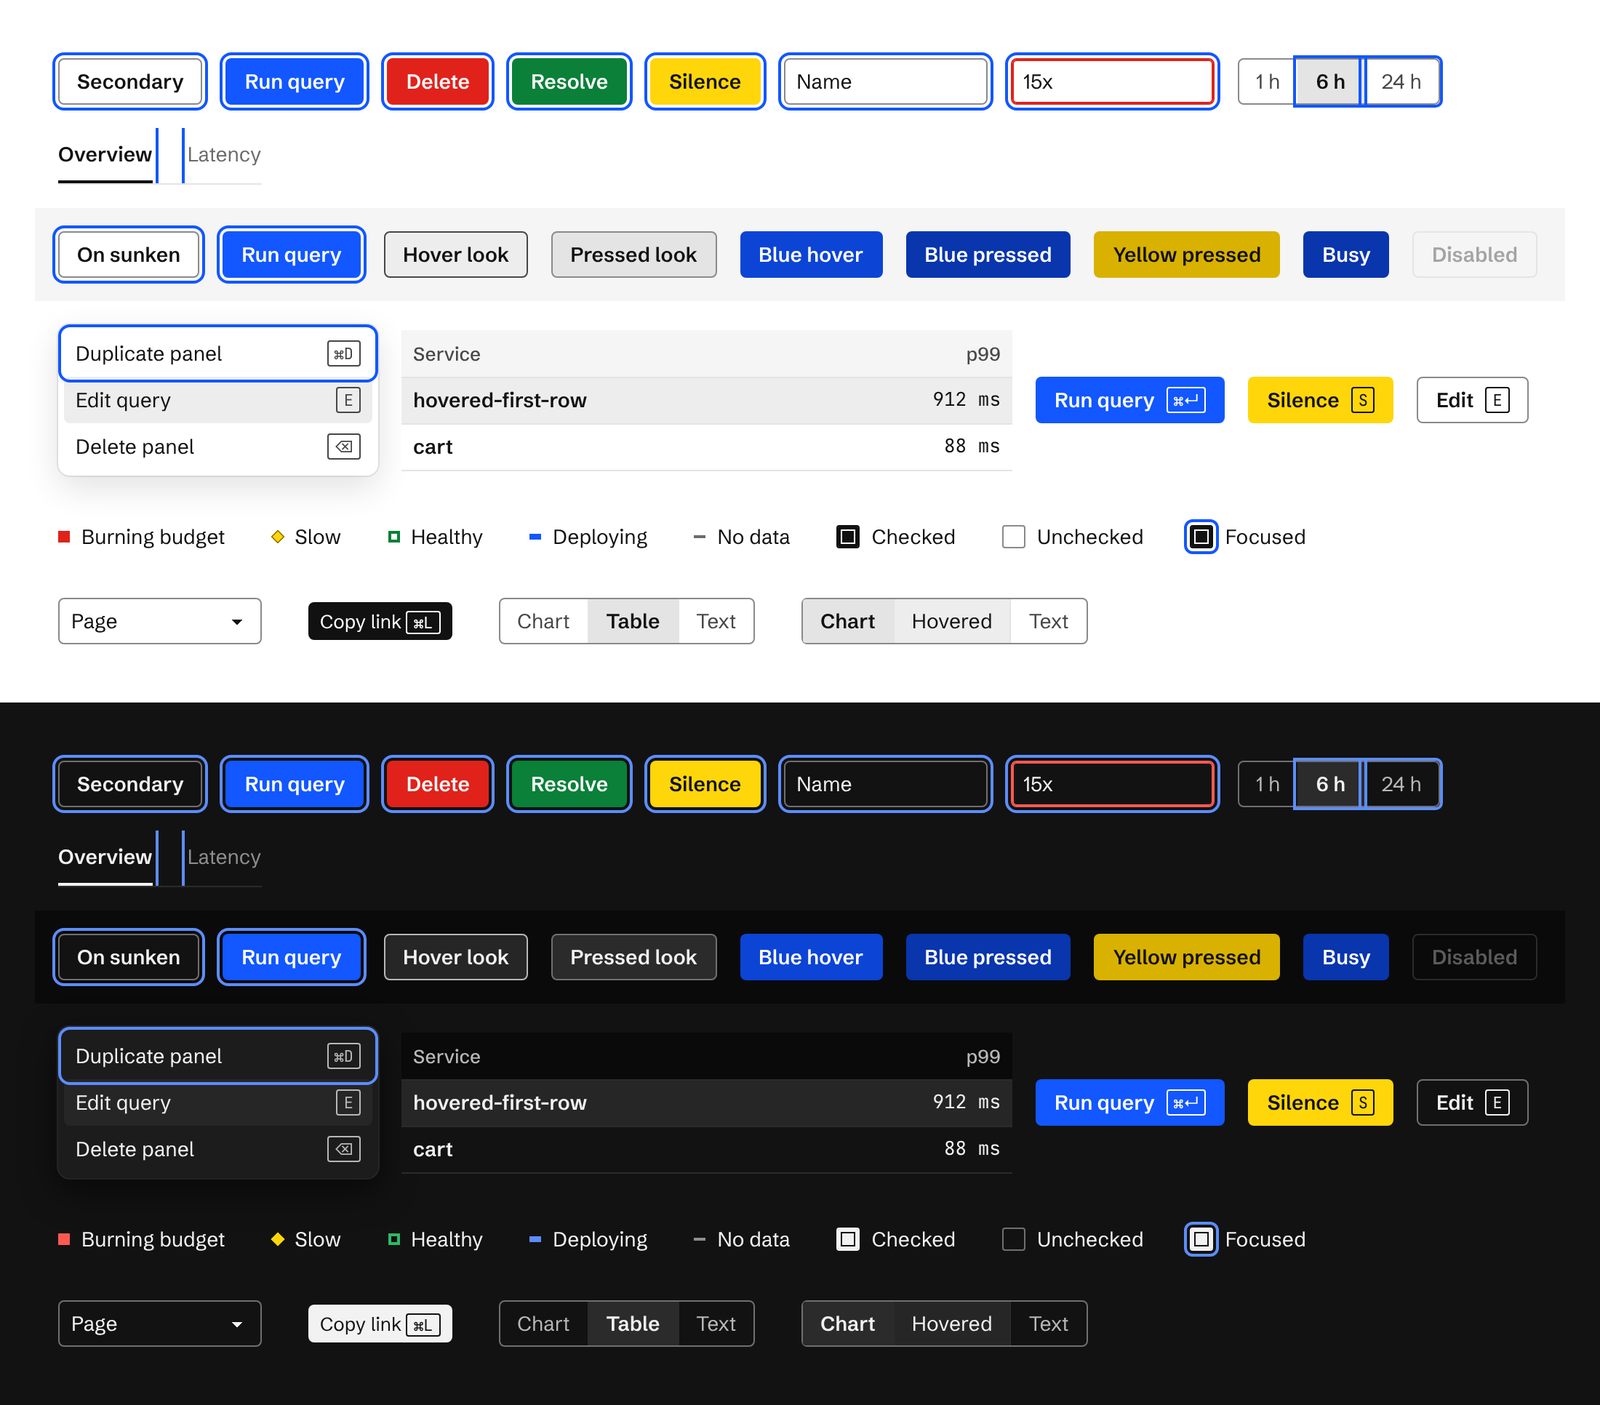 Secondary Run query Delete Resolve Silence Name 15x 1 h 6 h 24 h
Overview Latency
On sunken Run query Hover look Pressed look Blue hover Blue pressed Yellow pressed Busy Disabled
Duplicate panel ⌘D Service p99
Edit query E hovered-first-row 912 ms Run query ⌘↵ Silence S Edit E
Delete panel ⌫ cart 88 ms
Burning budget Slow Healthy Deploying No data Checked Unchecked Focused
Page Copy link ⌘L Chart Table Text Chart Hovered Text
Secondary Run query Delete Resolve Silence Name 15x 1 h 6 h 24 h
Overview Latency
On sunken Run query Hover look Pressed look Blue hover Blue pressed Yellow pressed Busy Disabled
Duplicate panel ⌘D Service p99
Edit query E hovered-first-row 912 ms Run query ⌘↵ Silence S Edit E
Delete panel ⌫ cart 88 ms
Burning budget Slow Healthy Deploying No data Checked Unchecked Focused
Page Copy link ⌘L Chart Table Text Chart Hovered Text